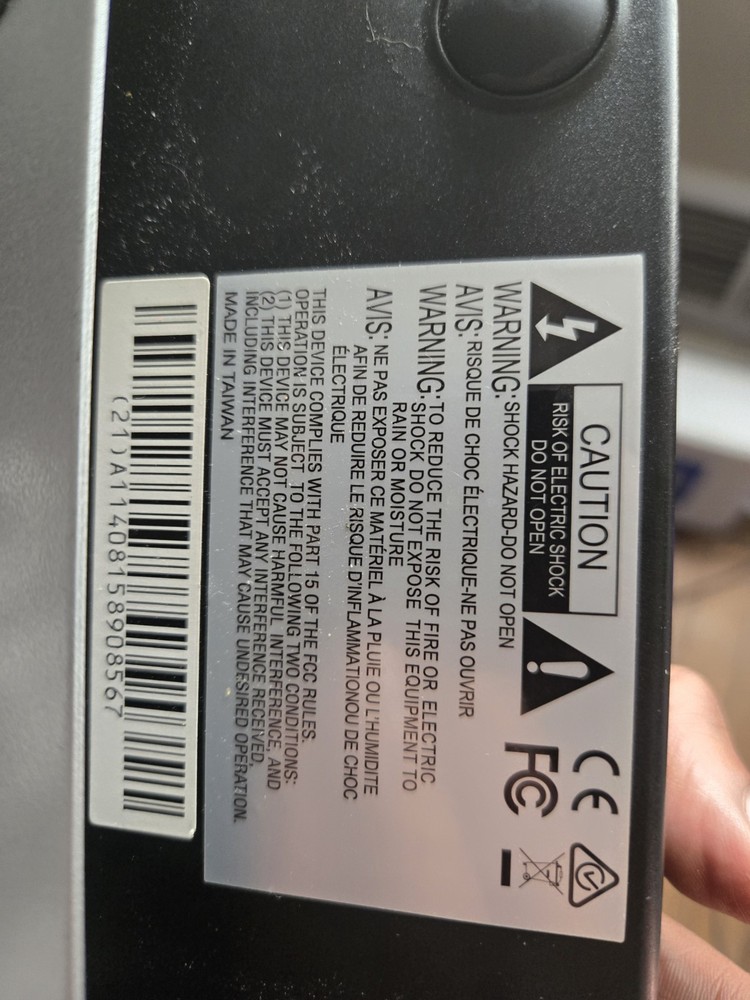 CAUTION
RISK OF ELECTRIC SHOCK
DO NOT OPEN
CE
FC
WARNING: SHOCK HAZARD-DO NOT OPEN
AVIS: RISQUE DE CHOC ÉLECTRIQUE-NE PAS OUVRIR
WARNING: TO REDUCE THE RISK OF FIRE OR ELECTRIC
SHOCK DO NOT EXPOSE THIS EQUIPMENT TO
RAIN OR MOISTURE
AVIS: NE PAS EXPOSER CE MATÉRIEL À LA PLUIE OU L'HUMIDITE
AFIN DE REDUIRE LE RISQUE D'INFLAMMATIONOU DE CHOC
ÉLECTRIQUE
THIS DEVICE COMPLIES WITH PART 15 OF THE FCC RULES.
OPERATION IS SUBJECT TO THE FOLLOWING TWO CONDITIONS:
(1) THIS DEVICE MAY NOT CAUSE HARMFUL INTERFERENCE, AND
(2) THIS DEVICE MUST ACCEPT ANY INTERFERENCE RECEIVED,
INCLUDING INTERFERENCE THAT MAY CAUSE UNDESIRED OPERATION.
MADE IN TAIWAN
(21)A11408158908567